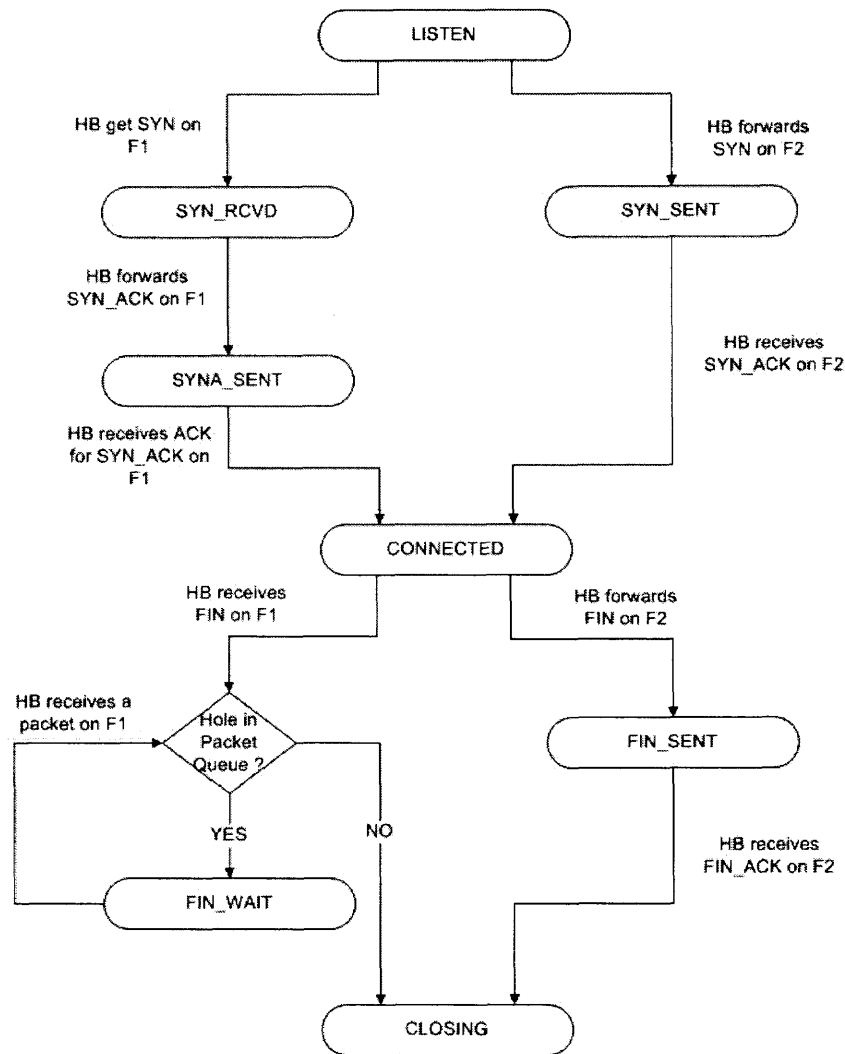 LISTEN
HB get SYN on
F1
HB forwards
SYN on F2
SYN_RCVD
SYN_SENT
HB forwards
SYN_ACK on F1
HB receives
SYN_ACK on F2
SYNA_SENT
HB receives ACK
for SYN_ACK on
F1
CONNECTED
HB receives
FIN on F1
HB forwards
FIN on F2
HB receives a
packet on F1
Hole in
Packet
Queue ?
FIN_SENT
YES
NO
HB receives
FIN_ACK on F2
FIN_WAIT
CLOSING